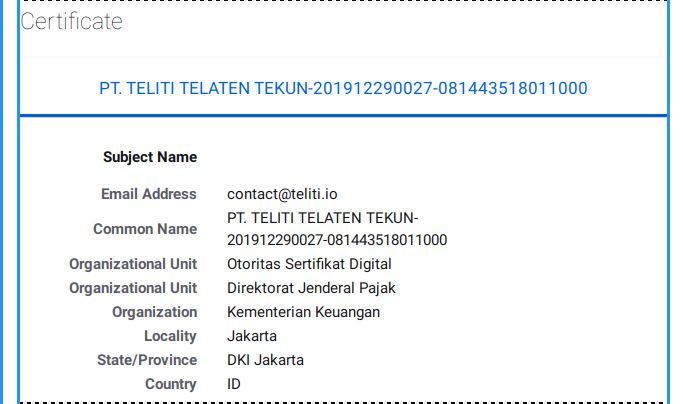 Certificate
PT. TELITI TELATEN TEKUN-201912290027-081443518011000
Subject Name
Email Address contact@teliti.io
Common Name PT. TELITI TELATEN TEKUN-
201912290027-081443518011000
Organizational Unit Otoritas Sertifikat Digital
Organizational Unit Direktorat Jenderal Pajak
Organization Kementerian Keuangan
Locality Jakarta
State/Province DKI Jakarta
Country ID